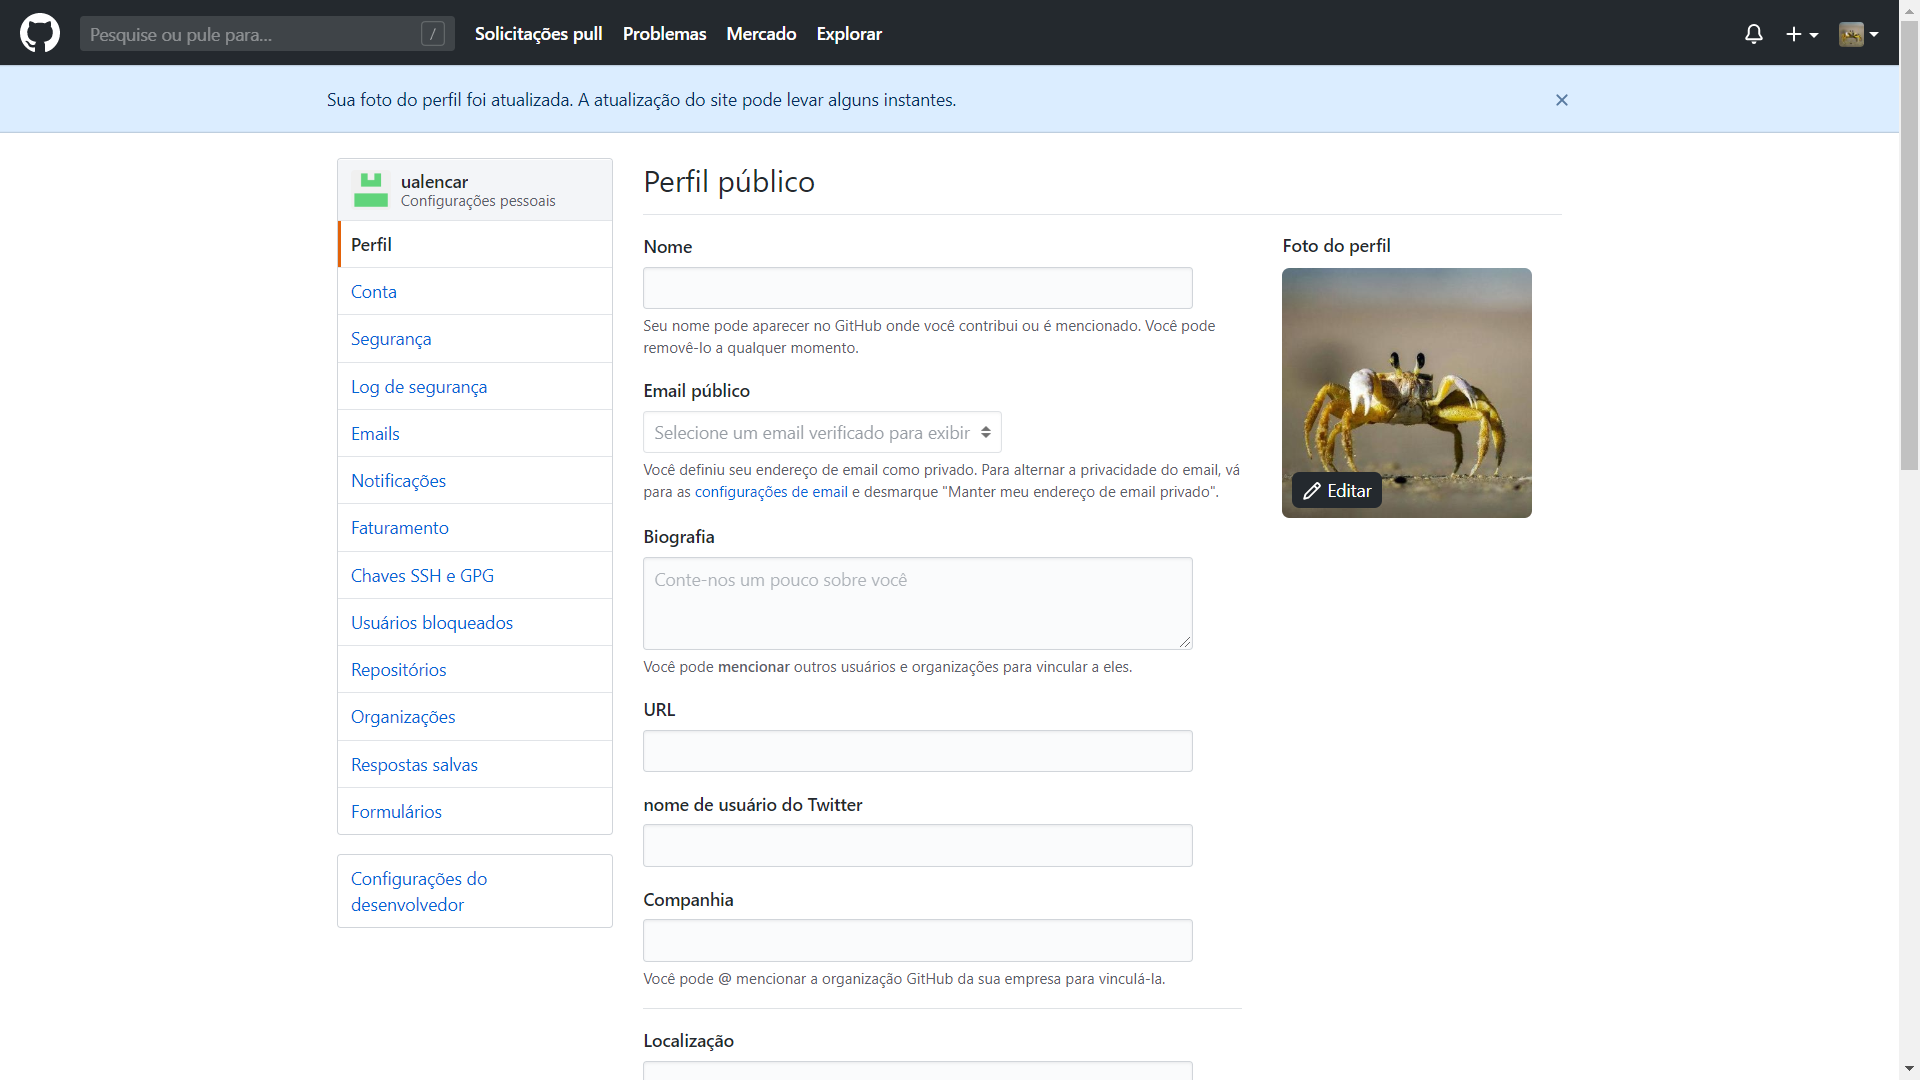 Pesquise ou pule para...
/
Solicitações pull
Problemas
Mercado
Explorar
Sua foto do perfil foi atualizada. A atualização do site pode levar alguns instantes.
ualencar
Configurações pessoais
Perfil
Conta
Segurança
Log de segurança
Emails
Notificações
Faturamento
Chaves SSH e GPG
Usuários bloqueados
Repositórios
Organizações
Respostas salvas
Formulários
Configurações do
desenvolvedor
Perfil público
Nome
Seu nome pode aparecer no GitHub onde você contribui ou é mencionado. Você pode
removê-lo a qualquer momento.
Email público
Selecione um email verificado para exibir
Você definiu seu endereço de email como privado. Para alternar a privacidade do email, vá
para as configurações de email e desmarque "Manter meu endereço de email privado".
Biografia
Conte-nos um pouco sobre você
Você pode mencionar outros usuários e organizações para vincular a eles.
URL
nome de usuário do Twitter
Companhia
Você pode @ mencionar a organização GitHub da sua empresa para vinculá-la.
Localização
Foto do perfil
Editar